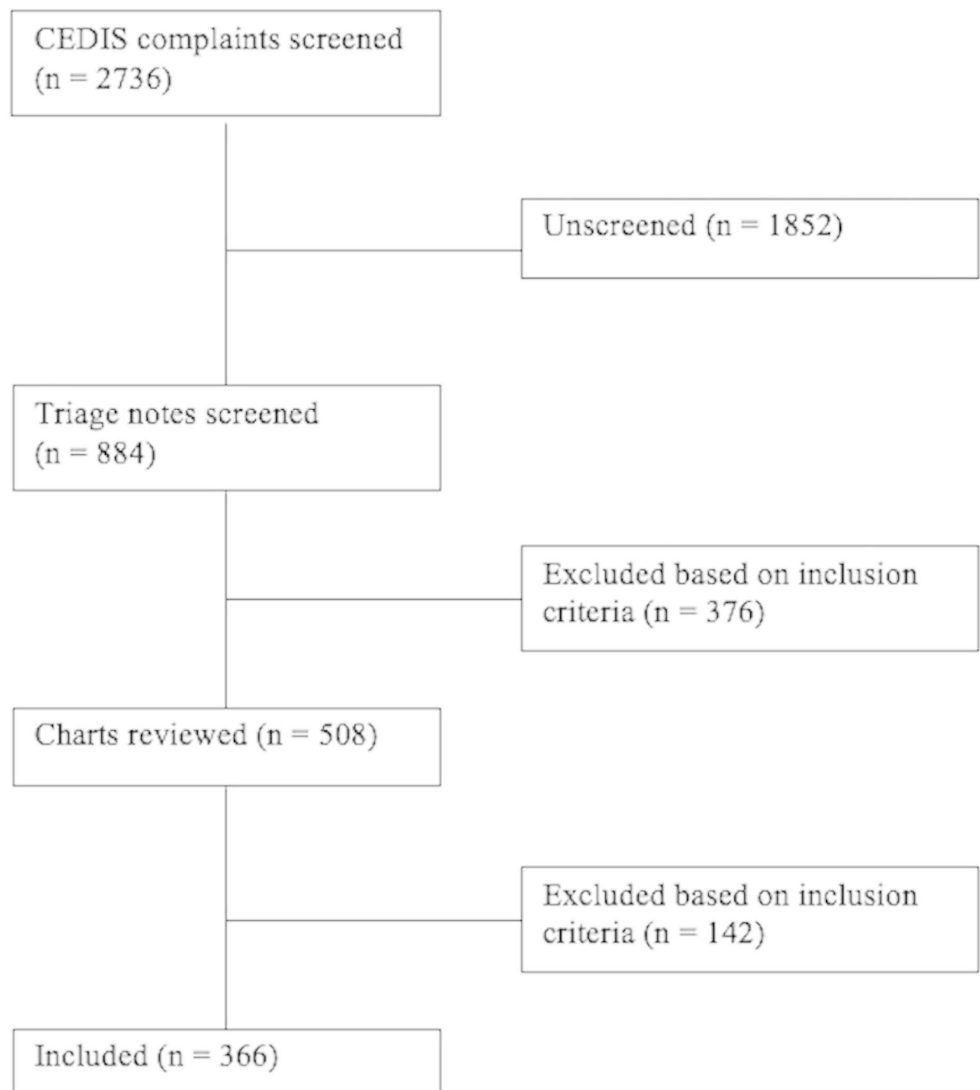 CEDIS complaints screened
(n = 2736)
Unscreened (n = 1852)
Triage notes screened
(n = 884)
Excluded based on inclusion
criteria (n = 376)
Charts reviewed (n = 508)
Excluded based on inclusion
criteria (n = 142)
Included (n = 366)